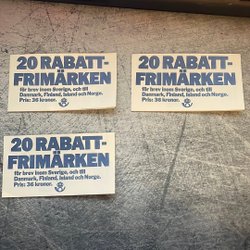 20 RABATT-
FRIMÄRKEN
för brev inom Sverige, och till
Danmark, Finland, Island och Norge.
Pris: 36 kronor.
20 RABATT-
FRIMÄRKEN
för brev inom Sverige, och till
Danmark, Finland, Island och Norge.
Pris: 36 kronor.
20 RABATT-
FRIMÄRKEN
för brev inom Sverige, och till
Danmark, Finland, Island och Norge.
Pris: 36 kronor.